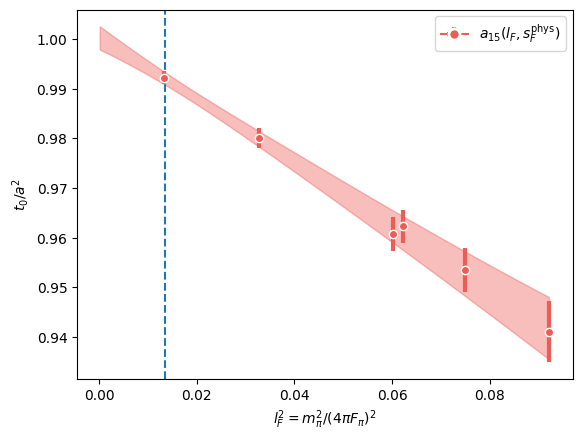 a₁₅(l_F, s_F^phys)
1.00
0.99
0.98
0.97
0.96
0.95
0.94
t₀/a²
0.00 0.02 0.04 0.06 0.08
l_F² = m_π²/(4πF_π)²